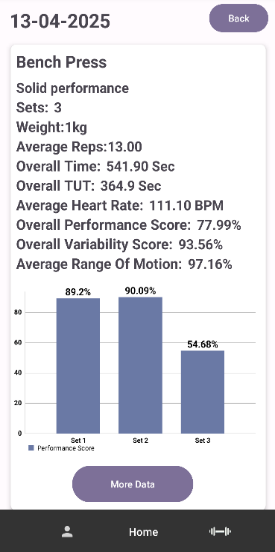 13-04-2025
Back
Bench Press
Solid performance
Sets: 3
Weight:1kg
Average Reps:13.00
Overall Time: 541.90 Sec
Overall TUT: 364.9 Sec
Average Heart Rate: 111.10 BPM
Overall Performance Score: 77.99%
Overall Variability Score: 93.56%
Average Range Of Motion: 97.16%
89.2%
90.09%
54.68%
80
60
40
20
0
Set 1
Set 2
Set 3
Performance Score
More Data
Home